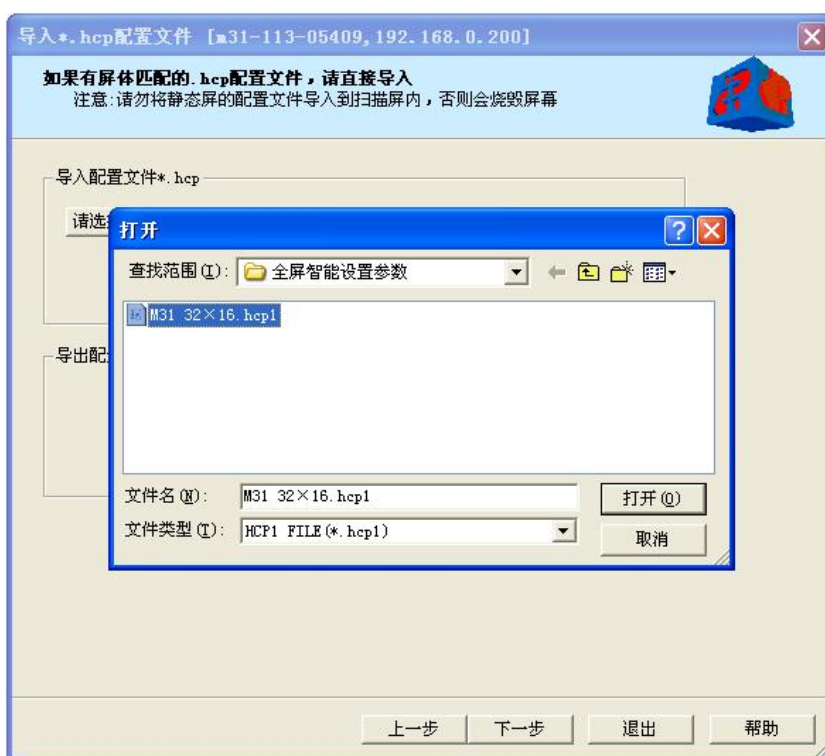 导入*.hcp配置文件 [m31-113-05409,192.168.0.200]
如果有屏体匹配的.hcp配置文件，请直接导入
注意:请勿将静态屏的配置文件导入到扫描屏内，否则会烧毁屏幕
导入配置文件*.hcp
请选
打开
查找范围(I):
全屏智能设置参数
M31 32×16.hcp1
导出配
文件名(N):
M31 32×16.hcp1
打开(O)
文件类型(T):
HCP1 FILE(*.hcp1)
取消
上一步
下一步
退出
帮助